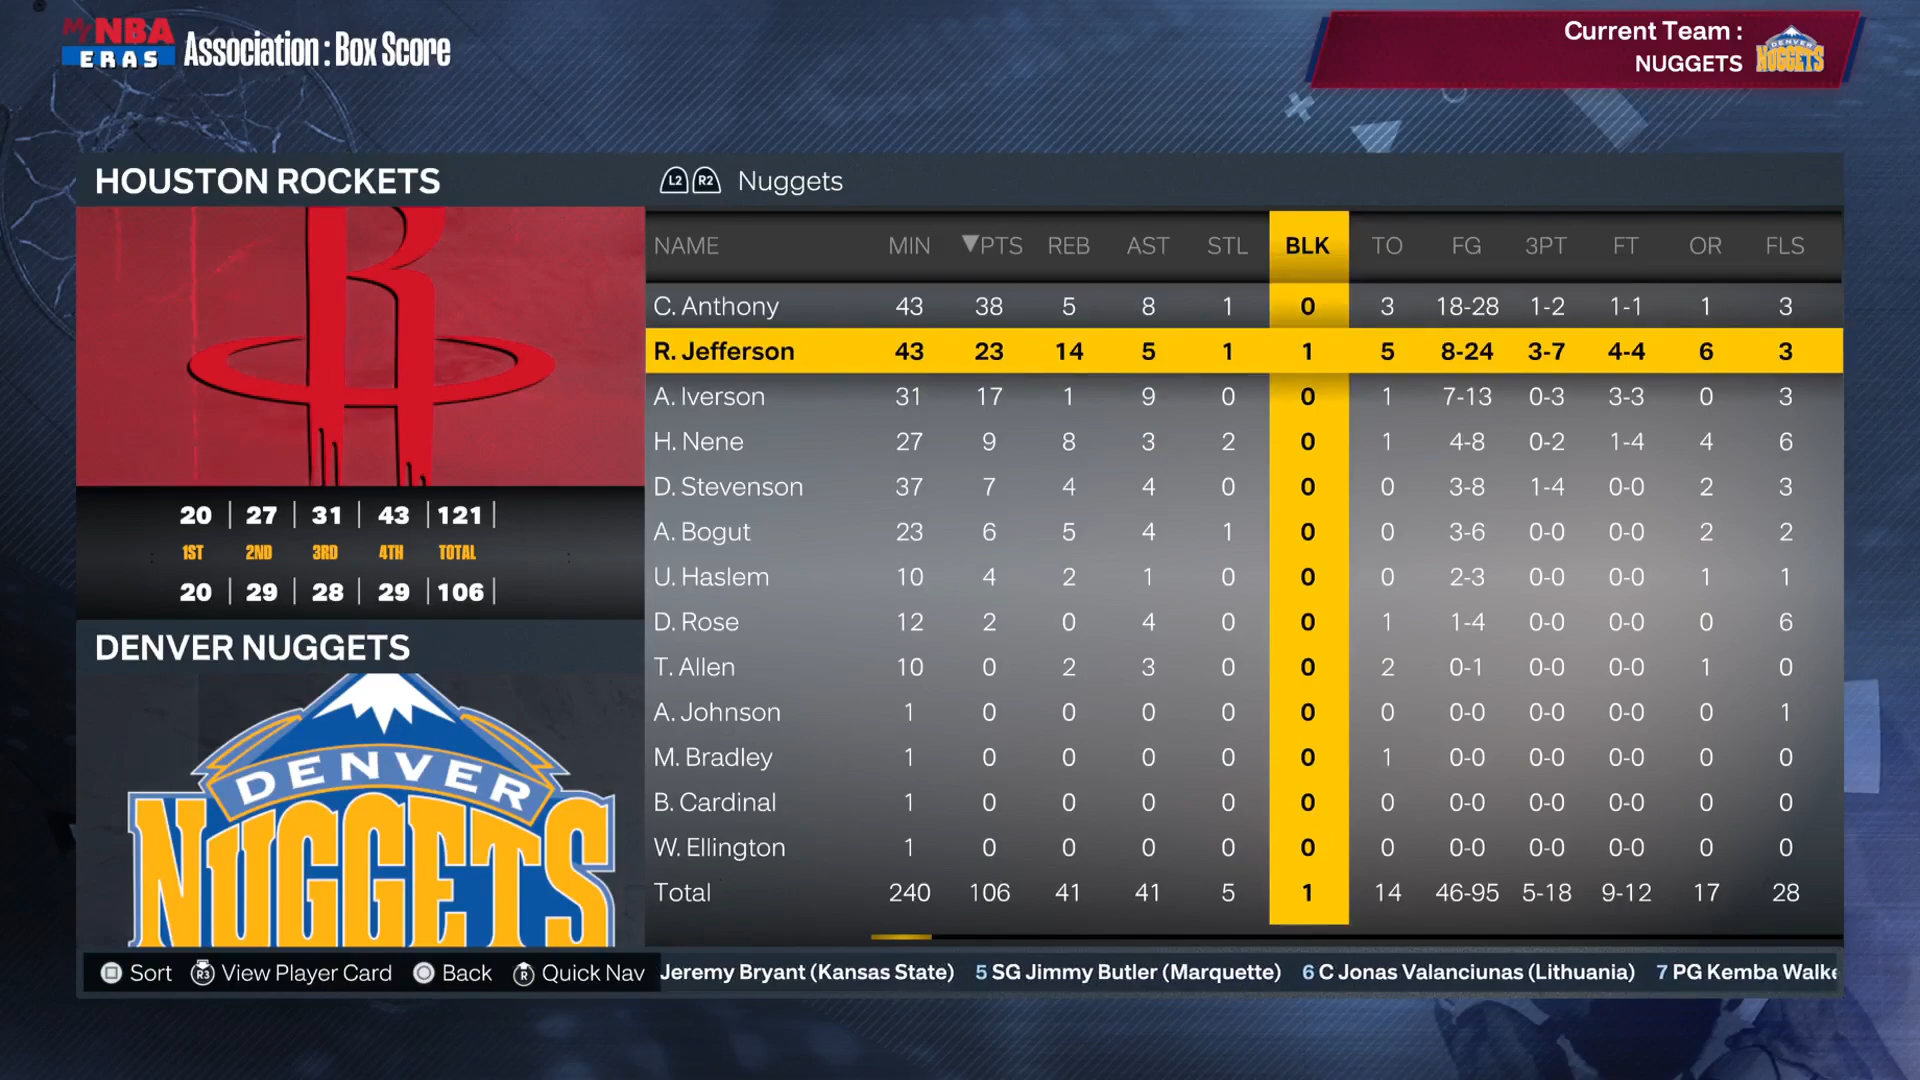 MyNBA ERAS Association : Box Score
Current Team :
NUGGETS
DENVER NUGGETS
HOUSTON ROCKETS
20 | 27 | 31 | 43 | 121 |
1ST 2ND 3RD 4TH TOTAL
20 | 29 | 28 | 29 | 106 |
DENVER NUGGETS
DENVER
NUGGETS
L2 R2 Nuggets
NAME MIN ▼PTS REB AST STL BLK TO FG 3PT FT OR FLS
C. Anthony 43 38 5 8 1 0 3 18-28 1-2 1-1 1 3
R. Jefferson 43 23 14 5 1 1 5 8-24 3-7 4-4 6 3
A. Iverson 31 17 1 9 0 0 1 7-13 0-3 3-3 0 3
H. Nene 27 9 8 3 2 0 1 4-8 0-2 1-4 4 6
D. Stevenson 37 7 4 4 0 0 0 3-8 1-4 0-0 2 3
A. Bogut 23 6 5 4 1 0 0 3-6 0-0 0-0 2 2
U. Haslem 10 4 2 1 0 0 0 2-3 0-0 0-0 1 1
D. Rose 12 2 0 4 0 0 1 1-4 0-0 0-0 0 6
T. Allen 10 0 2 3 0 0 2 0-1 0-0 0-0 1 0
A. Johnson 1 0 0 0 0 0 0 0-0 0-0 0-0 0 1
M. Bradley 1 0 0 0 0 0 1 0-0 0-0 0-0 0 0
B. Cardinal 1 0 0 0 0 0 0 0-0 0-0 0-0 0 0
W. Ellington 1 0 0 0 0 0 0 0-0 0-0 0-0 0 0
Total 240 106 41 41 5 1 14 46-95 5-18 9-12 17 28
Sort R3 View Player Card Back R Quick Nav
Jeremy Bryant (Kansas State) 5 SG Jimmy Butler (Marquette) 6 C Jonas Valanciunas (Lithuania) 7 PG Kemba Walke